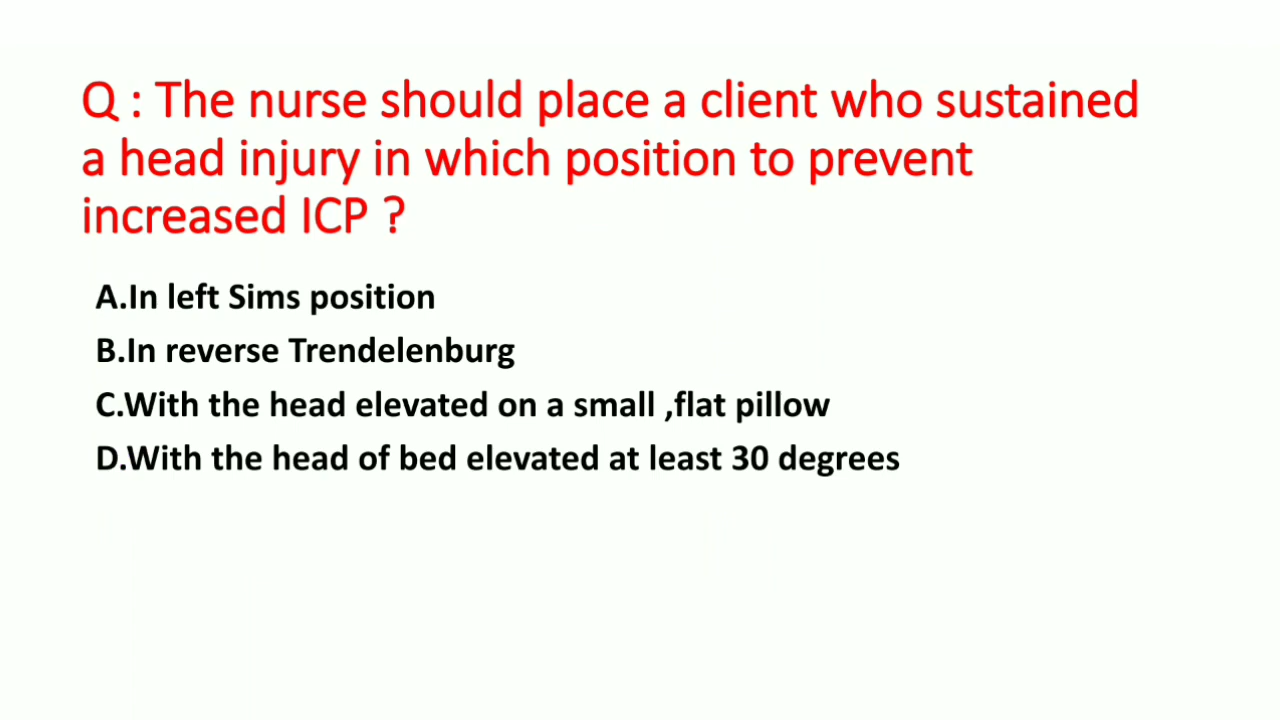 Q : The nurse should place a client who sustained
a head injury in which position to prevent
increased ICP ?
A.In left Sims position
B.In reverse Trendelenburg
C.With the head elevated on a small ,flat pillow
D.With the head of bed elevated at least 30 degrees